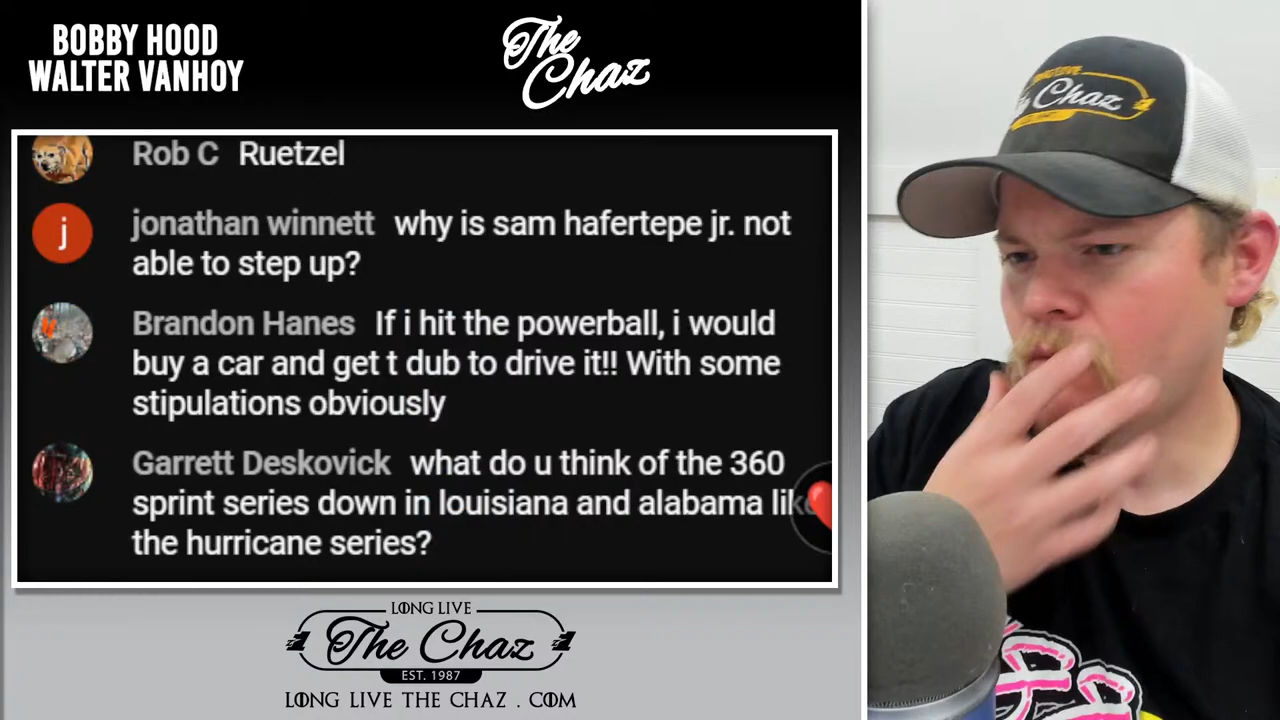 BOBBY HOOD
WALTER VANHOY
The
Chaz
Rob C Ruetzel
j
jonathan winnett why is sam hafertepe jr. not
able to step up?
Brandon Hanes If i hit the powerball, i would
buy a car and get t dub to drive it!! With some
stipulations obviously
Garrett Deskovick what do u think of the 360
sprint series down in louisiana and alabama like
the hurricane series?
LONG LIVE
The Chaz
EST. 1987
LONG LIVE THE CHAZ . COM
Chaz